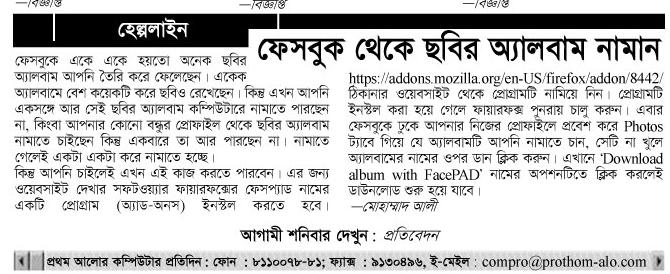 —বিজ্ঞপ্তি
—বিজ্ঞপ্তি
—বিজ্ঞপ্তি
হেল্পলাইন
ফেসবুক থেকে ছবির অ্যালবাম নামান
ফেসবুকে একে একে হয়তো অনেক ছবির
অ্যালবাম আপনি তৈরি করে ফেলেছেন। একেক
অ্যালবামে বেশ কয়েকটি করে ছবিও রেখেছেন। কিন্তু এখন আপনি
একসঙ্গে আর সেই ছবির অ্যালবাম কম্পিউটারে নামাতে পারছেন
না, কিংবা আপনার কোনো বন্ধুর প্রোফাইল থেকে ছবির অ্যালবাম
নামাতে চাইছেন কিন্তু একবারে তা আর পারছেন না। নামাতে
গেলেই একটা একটা করে নামাতে হচ্ছে।
কিন্তু আপনি চাইলেই এখন এই কাজ করতে পারবেন। এর জন্য
ওয়েবসাইট দেখার সফটওয়্যার ফায়ারফক্সের ফেসপ্যাড নামের
একটি প্রোগ্রাম (অ্যাড-অনস) ইনস্টল করতে হবে।
https://addons.mozilla.org/en-US/firefox/addon/8442/
ঠিকানার ওয়েবসাইট থেকে প্রোগ্রামটি নামিয়ে নিন। প্রোগ্রামটি
ইনস্টল করা হয়ে গেলে ফায়ারফক্স পুনরায় চালু করুন। এবার
ফেসবুকে ঢুকে আপনার নিজের প্রোফাইলে প্রবেশ করে Photos
ট্যাবে গিয়ে যে অ্যালবামটি আপনি নামাতে চান, সেটি না খুলে
অ্যালবামের নামের ওপর ডান ক্লিক করুন। এখানে ‘Download
album with FacePAD’ নামের অপশনটিতে ক্লিক করলেই
ডাউনলোড শুরু হয়ে যাবে।
—মোহাম্মাদ আলী
আগামী শনিবার দেখুন : প্রতিবেদন
প্রথম আলোর কম্পিউটার প্রতিদিন : ফোন : ৮১১০০৭৮-৮১; ফ্যাক্স : ৯১৩০৪৯৬, ই-মেইল : compro@prothom-alo.com